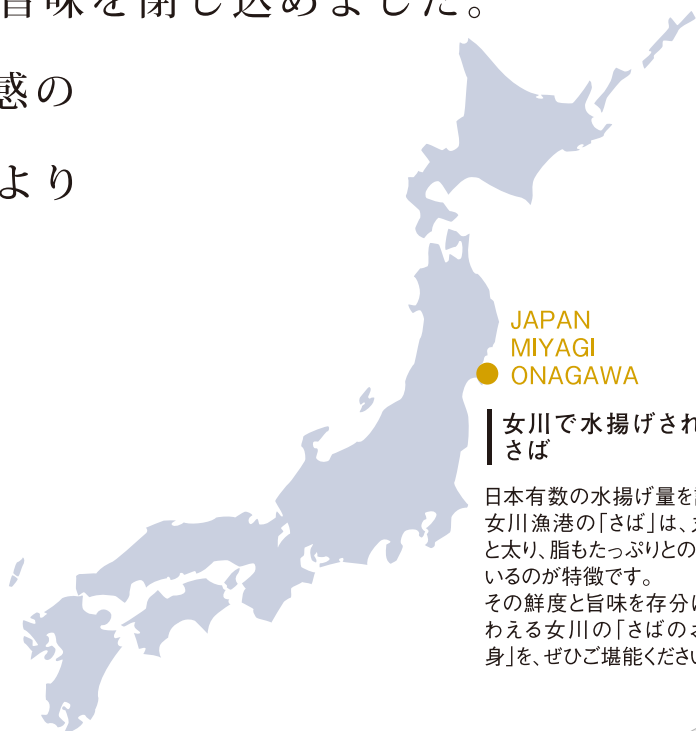 旨味を閉じ込めました。
感の
より
JAPAN
MIYAGI
ONAGAWA
女川で水揚げされ
さば
日本有数の水揚げ量を
女川漁港の「さば」は、
と太り、脂もたっぷりとの
いるのが特徴です。
その鮮度と旨味を存分に
わえる女川の「さばの
身」を、ぜひご堪能ください